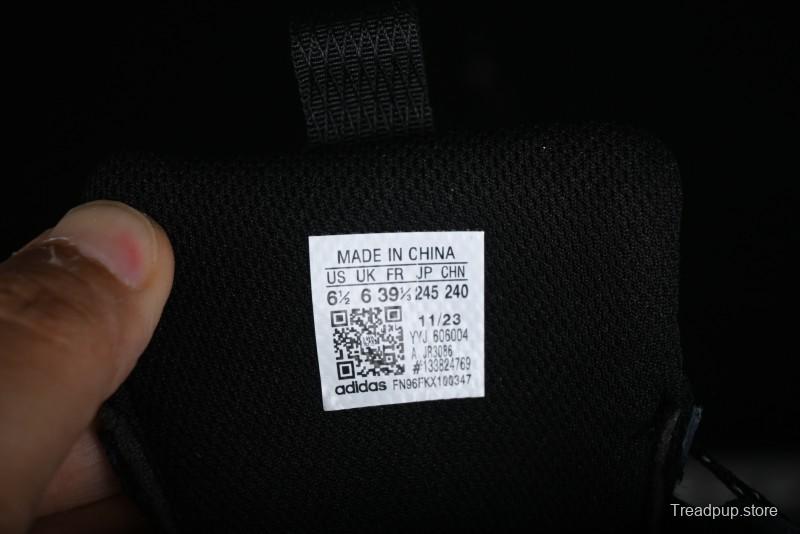 MADE IN CHINA
US UK FR JP CHN
6½ 6 39⅓ 245 240
11/23
YYJ 606004
A JR3086
#133824769
adidas FN96FKX100347
Treadpup.store